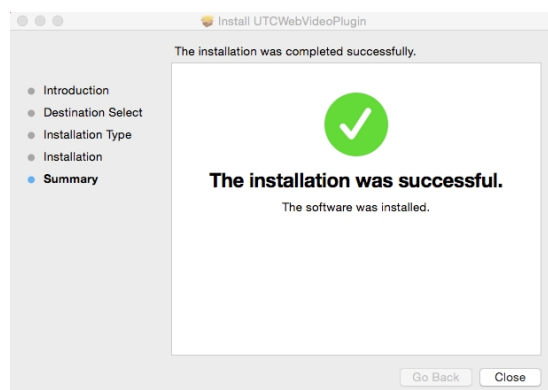 Install UTCWebVideoPlugin
The installation was completed successfully.
Introduction
Destination Select
Installation Type
Installation
Summary
The installation was successful.
The software was installed.
Go Back
Close